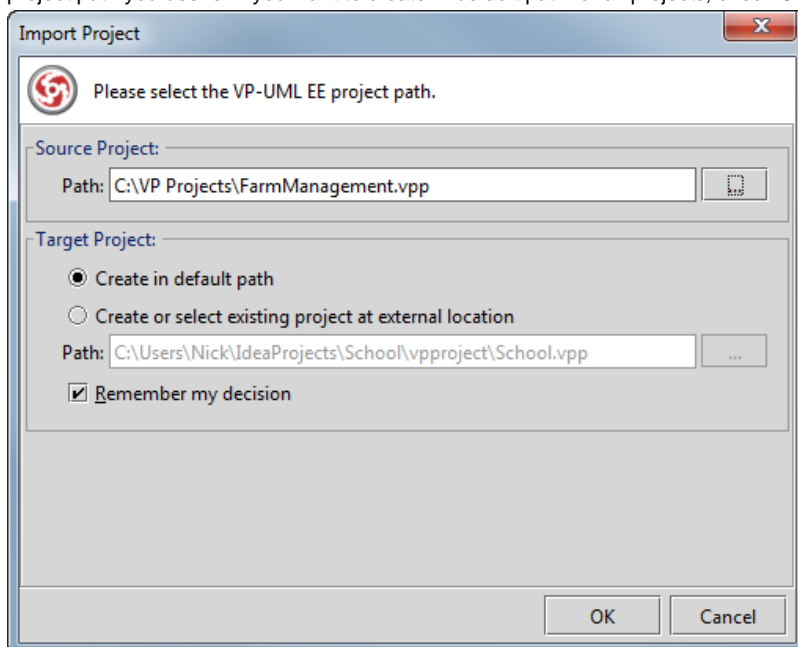 Import Project
Please select the VP-UML EE project path.
Source Project:
Path: C:\VP Projects\FarmManagement.vpp
...
Target Project:
Create in default path
Create or select existing project at external location
Path: C:\Users\Nick\IdeaProjects\School\vpproject\School.vpp
...
Remember my decision
OK Cancel